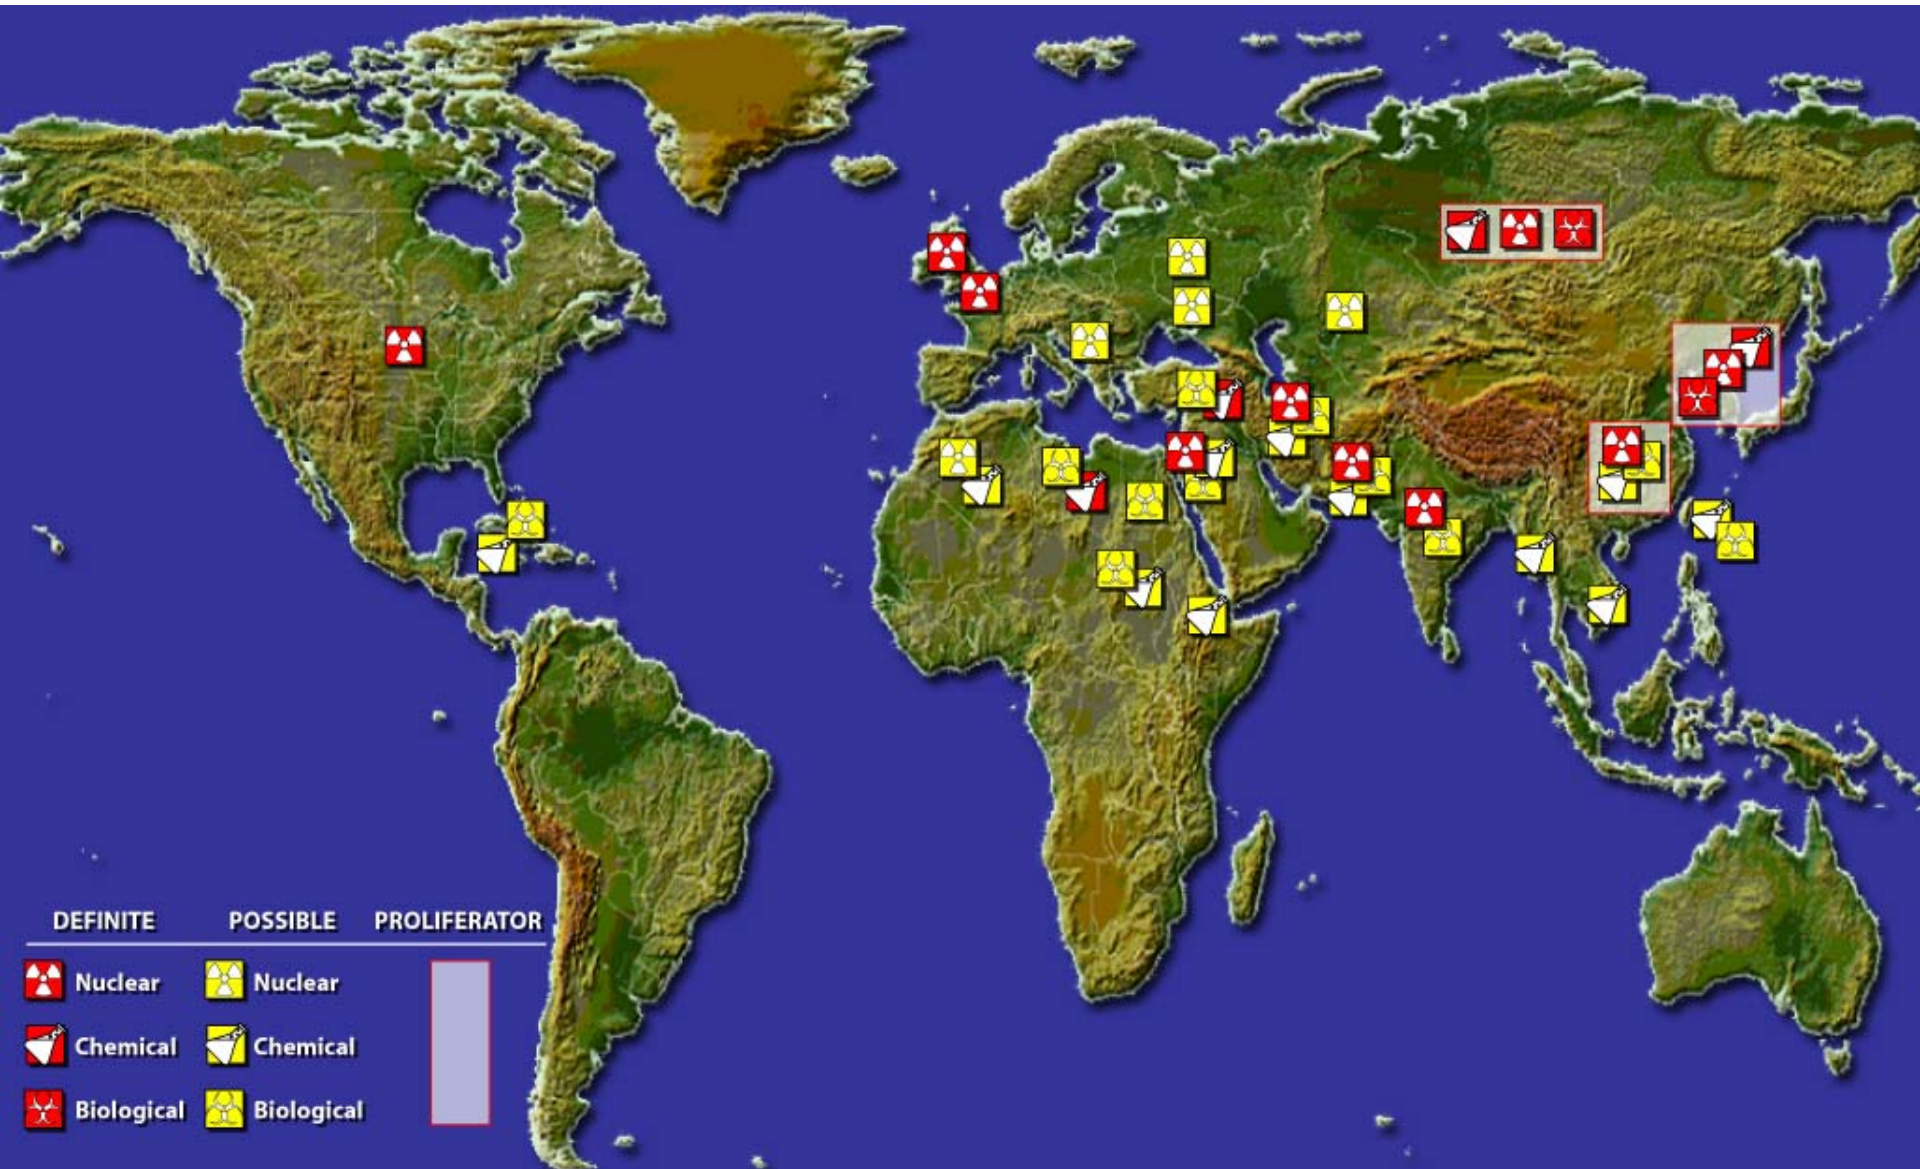 DEFINITE POSSIBLE PROLIFERATOR
Nuclear Nuclear
Chemical Chemical
Biological Biological